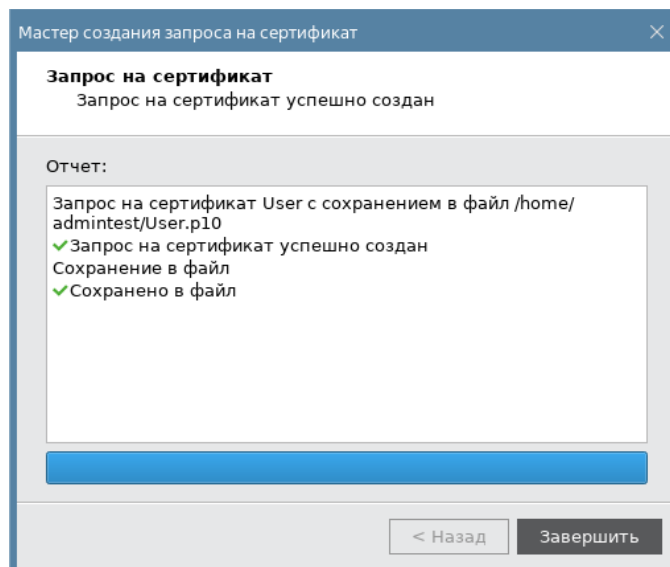 Мастер создания запроса на сертификат
Запрос на сертификат
Запрос на сертификат успешно создан
Отчет:
Запрос на сертификат User с сохранением в файл /home/
admintest/User.p10
Запрос на сертификат успешно создан
Сохранение в файл
Сохранено в файл
< Назад
Завершить